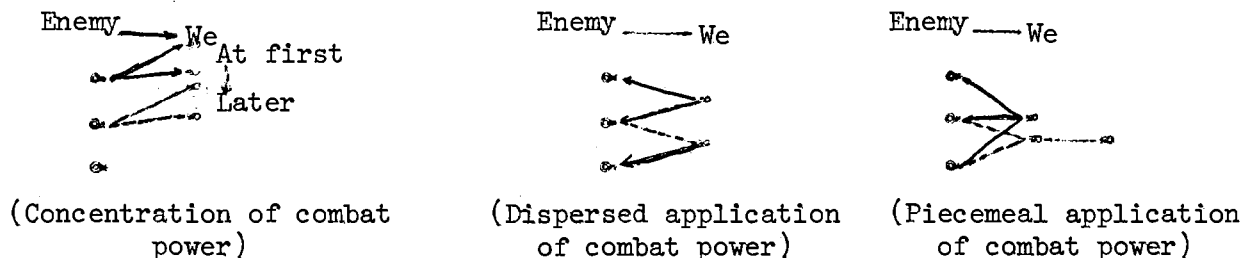 Enemy We
At first
Later
(Concentration of combat
power)
Enemy We
(Dispersed application
of combat power)
Enemy We
(Piecemeal application
of combat power)